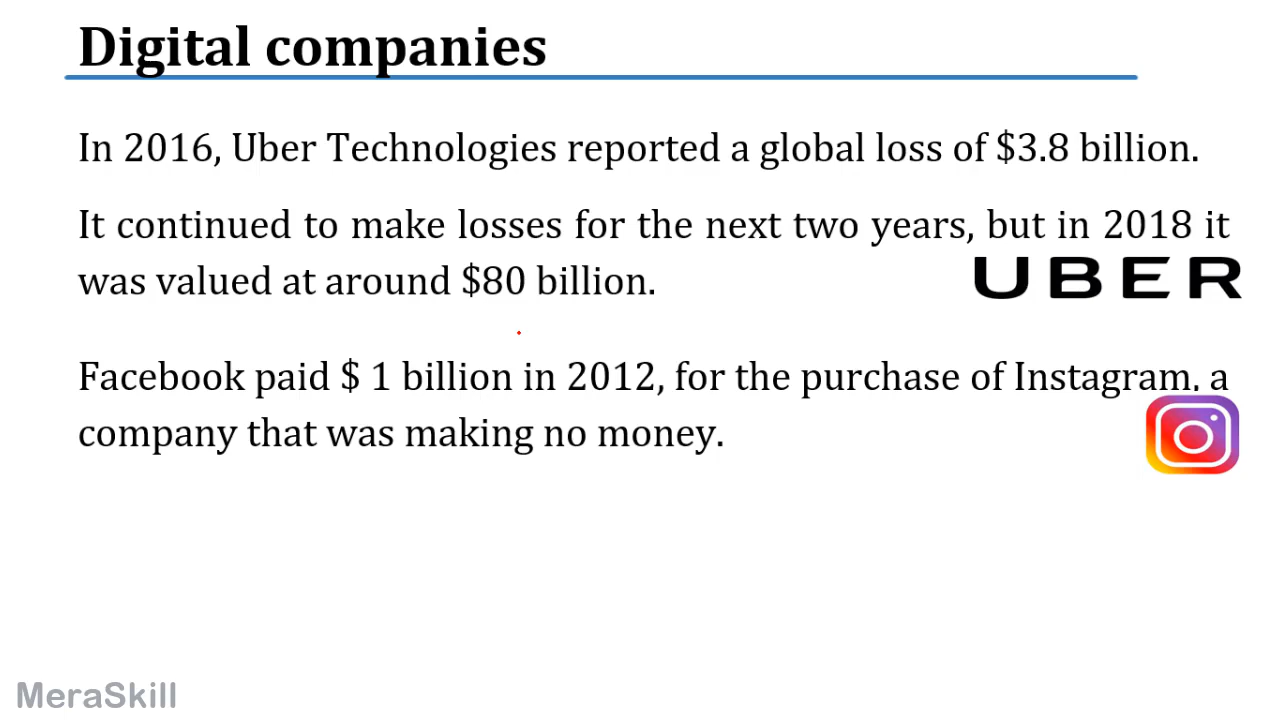 Digital companies
In 2016, Uber Technologies reported a global loss of $3.8 billion.
It continued to make losses for the next two years, but in 2018 it
was valued at around $80 billion.
UBER
Facebook paid $ 1 billion in 2012, for the purchase of Instagram, a
company that was making no money.
MeraSkill